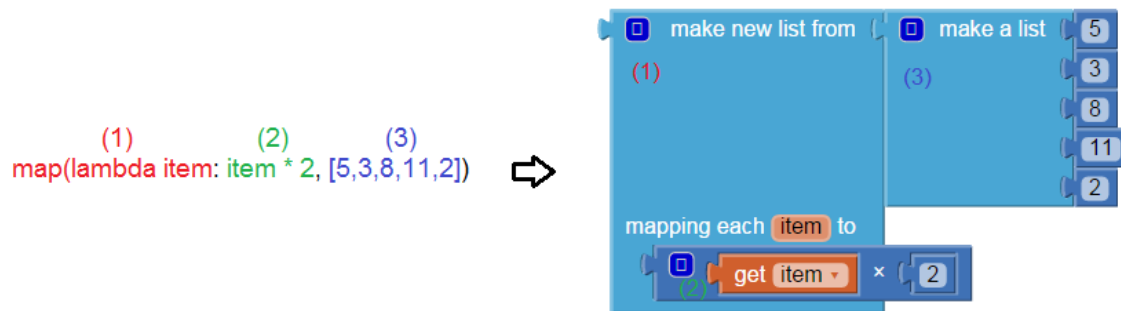 (1) (2) (3)
map(lambda item: item * 2, [5,3,8,11,2])
make new list from make a list 5
(1) (3)
3
8
11
2
mapping each item to
get item × 2
(2)